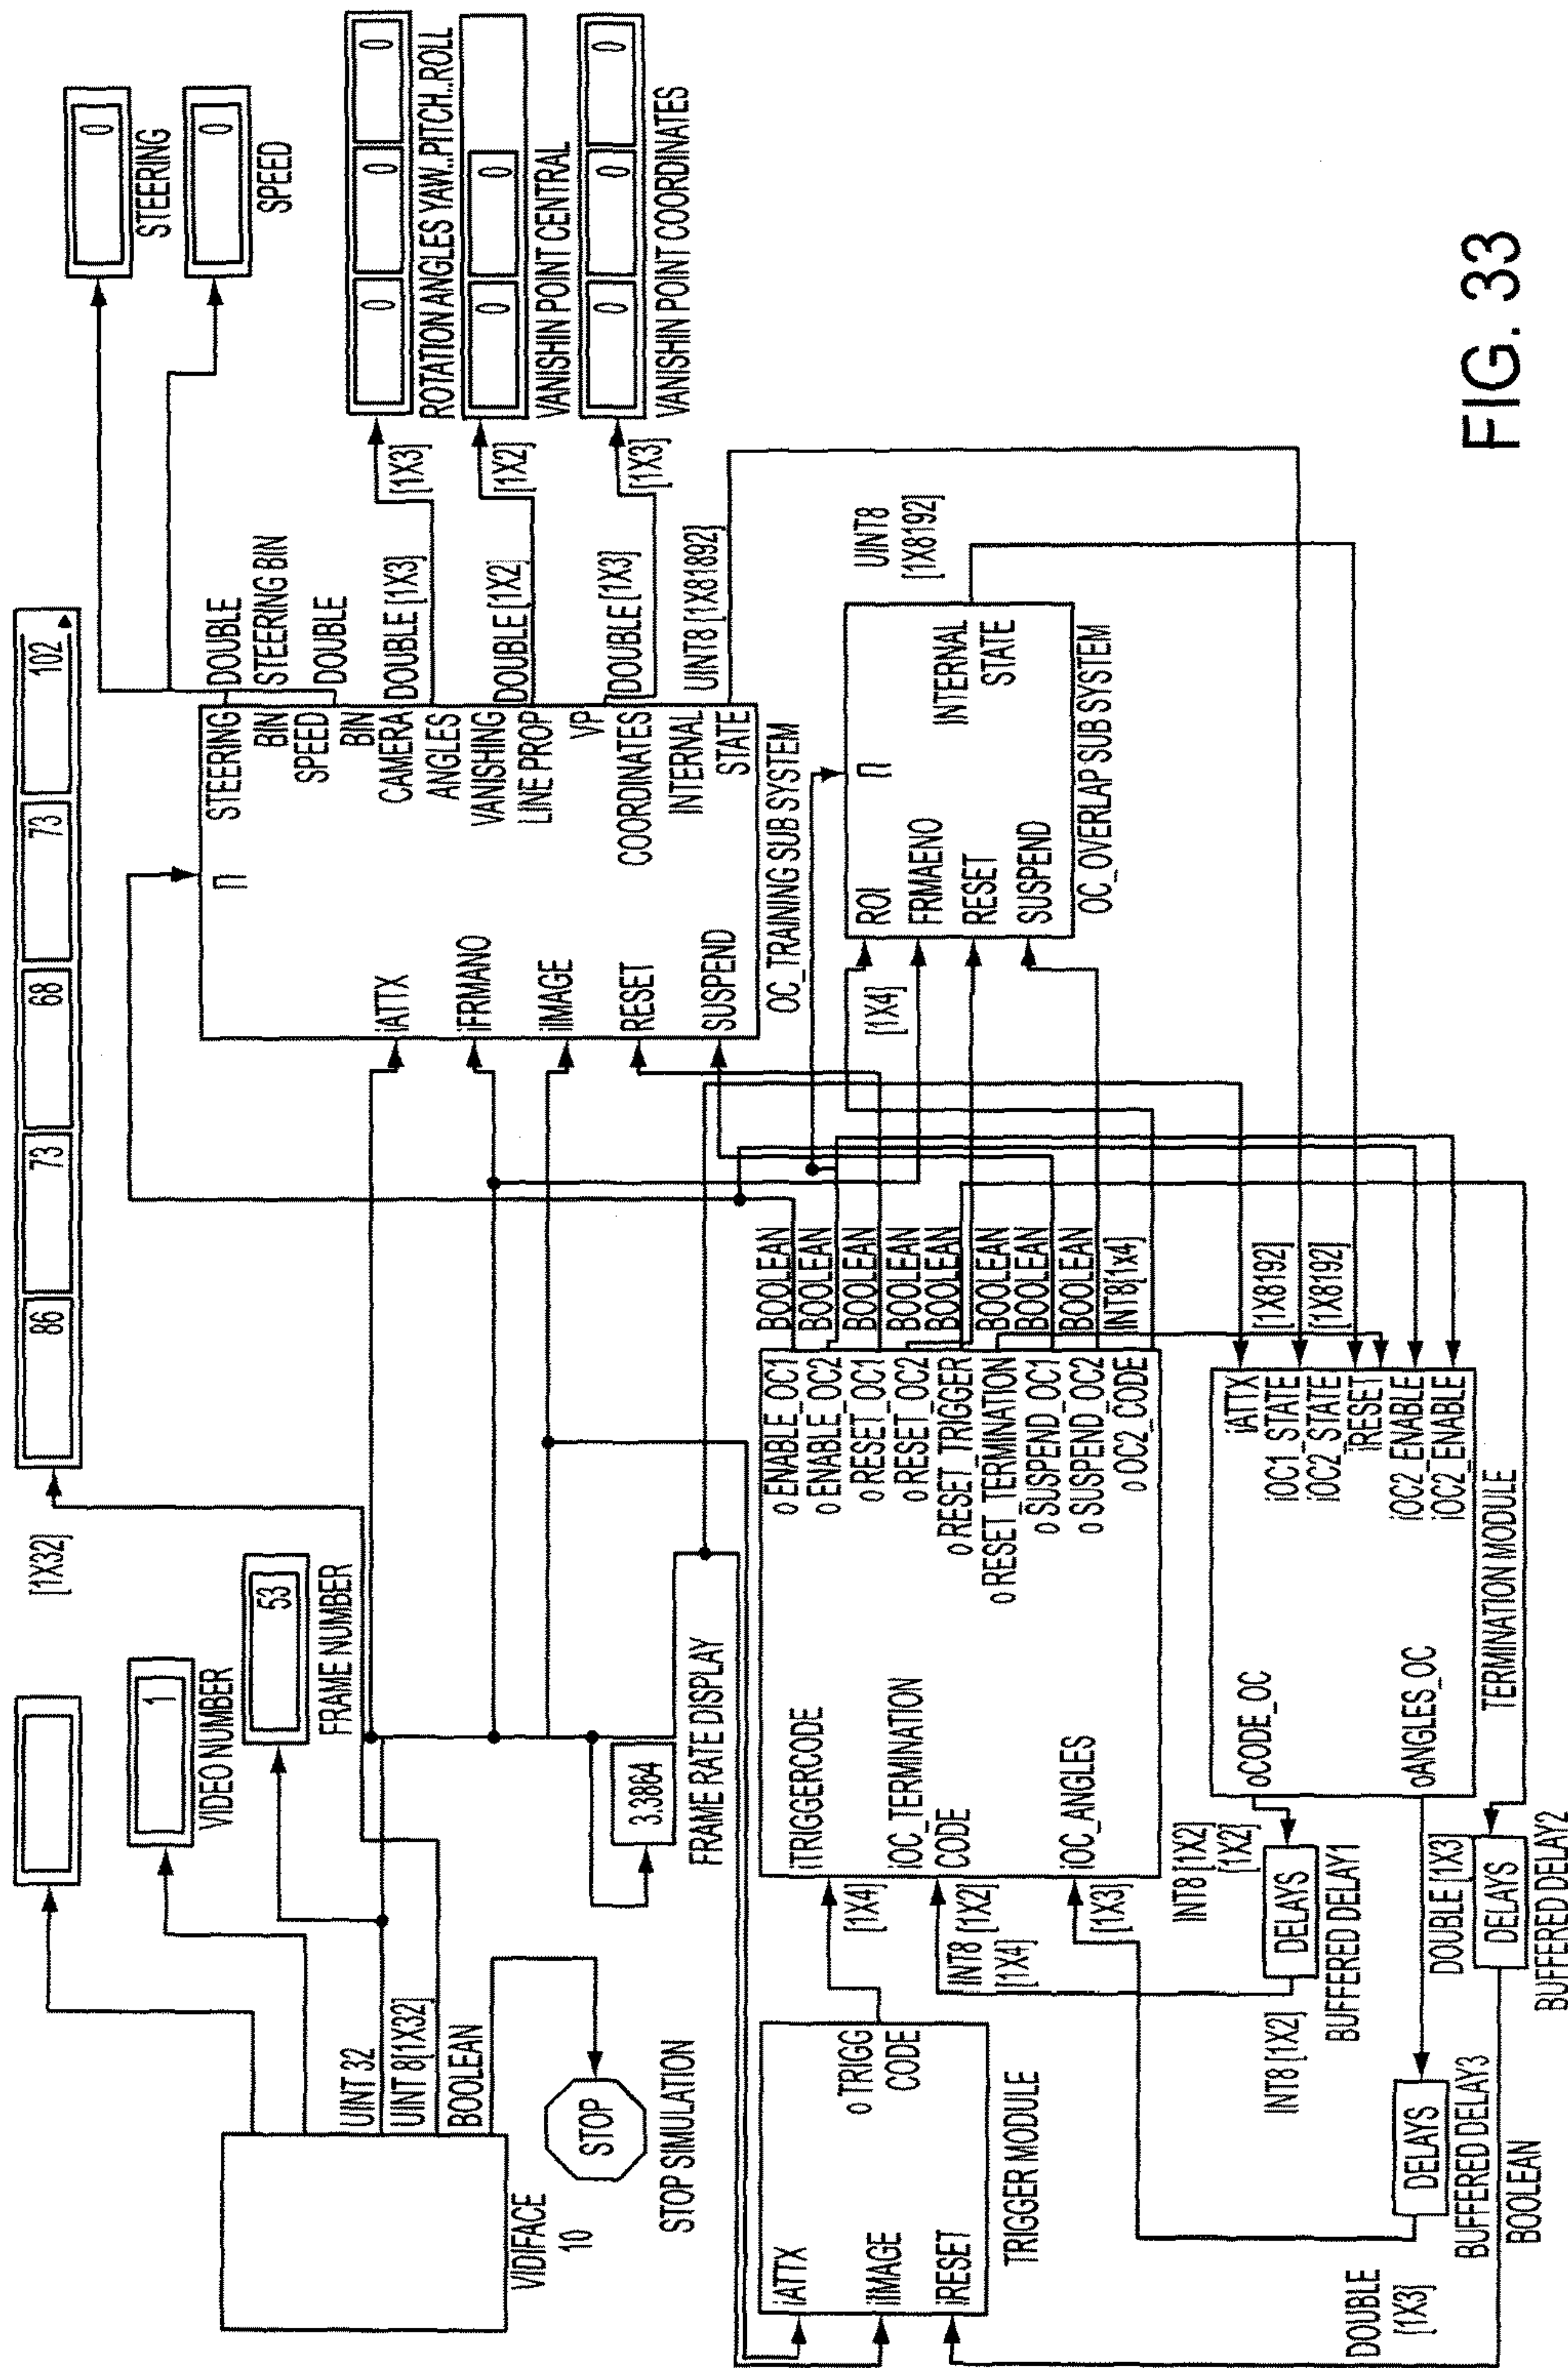 [1X32]
86
73
68
73
102
1
VIDEO NUMBER
53
FRAME NUMBER
UINT 32
UINT 8[1X32]
BOOLEAN
VIDIFACE
10
STOP
STOP SIMULATION
3.3864
FRAME RATE DISPLAY
0
STEERING
0
SPEED
DOUBLE
STEERING BIN
DOUBLE
DOUBLE [1X3]
DOUBLE [1X2]
DOUBLE [1X3]
UINT8 [1X81892]
[1X3]
0
0
0
ROTATION ANGLES YAW..PITCH..ROLL
[1X2]
0
0
VANISHIN POINT CENTRAL
[1X3]
0
0
0
VANISHIN POINT COORDINATES
iATTX
iFRMANO
iIMAGE
RESET
SUSPEND
STEERING
BIN
SPEED
BIN
CAMERA
ANGLES
VANISHING
LINE PROP
VP
COORDINATES
INTERNAL
STATE
OC_TRAINING SUB SYSTEM
[1X4]
ROI
FRMAENO
RESET
SUSPEND
INTERNAL
STATE
OC_OVERLAP SUB SYSTEM
UINT8
[1X8192]
iATTX
iIMAGE
iRESET
o TRIGG
CODE
TRIGGER MODULE
[1X4]
INT8 [1X2]
[1X4]
[1X3]
iTRIGGERCODE
iOC_TERMINATION
CODE
iOC_ANGLES
o ENABLE_OC1
o ENABLE_OC2
o RESET_OC1
o RESET_OC2
o RESET_TRIGGER
o RESET_TERMINATION
o SUSPEND_OC1
o SUSPEND_OC2
o OC2_CODE
BOOLEAN
BOOLEAN
BOOLEAN
BOOLEAN
BOOLEAN
BOOLEAN
BOOLEAN
BOOLEAN
INT8[1x4]
[1X8192]
[1X8192]
oCODE_OC
oANGLES_OC
iATTX
iOC1_STATE
iOC2_STATE
iRESET
iOC2_ENABLE
iOC2_ENABLE
TERMINATION MODULE
INT8 [1X2]
[1X2]
DELAYS
BUFFERED DELAY1
INT8 [1X2]
DOUBLE [1X3]
DELAYS
BUFFERED DELAY2
DELAYS
BUFFERED DELAY3
BOOLEAN
DOUBLE
[1X3]
FIG. 33